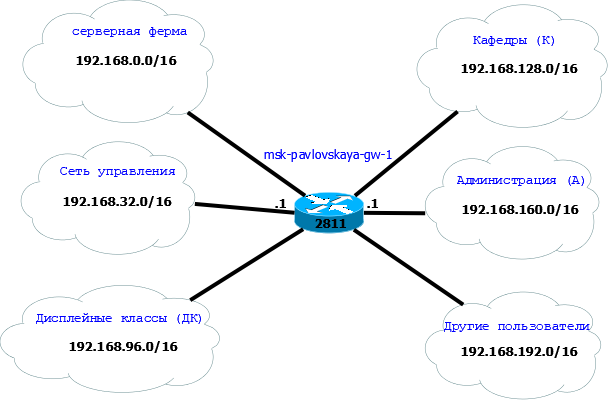 серверная ферма
192.168.0.0/16
Кафедры (К)
192.168.128.0/16
msk-pavlovskaya-gw-1
Сеть управления
192.168.32.0/16
.1
.1
2811
Администрация (А)
192.168.160.0/16
Дисплейные классы (ДК)
192.168.96.0/16
Другие пользователи
192.168.192.0/16